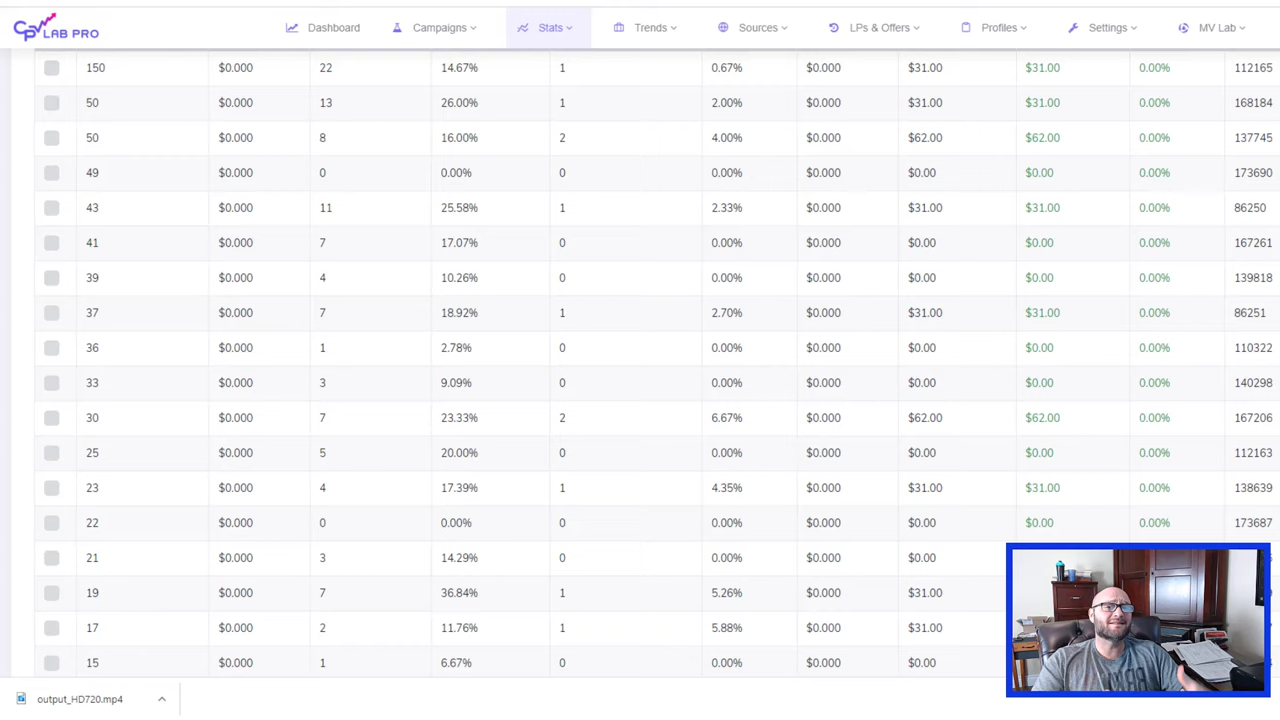 CPV LAB PRO Dashboard Campaigns Stats Trends Sources LPs & Offers Profiles Settings MV Lab
150 $0.000 22 14.67% 1 0.67% $0.000 $31.00 $31.00 0.00% 112165
50 $0.000 13 26.00% 1 2.00% $0.000 $31.00 $31.00 0.00% 168184
50 $0.000 8 16.00% 2 4.00% $0.000 $62.00 $62.00 0.00% 137745
49 $0.000 0 0.00% 0 0.00% $0.000 $0.00 $0.00 0.00% 173690
43 $0.000 11 25.58% 1 2.33% $0.000 $31.00 $31.00 0.00% 86250
41 $0.000 7 17.07% 0 0.00% $0.000 $0.00 $0.00 0.00% 167261
39 $0.000 4 10.26% 0 0.00% $0.000 $0.00 $0.00 0.00% 139818
37 $0.000 7 18.92% 1 2.70% $0.000 $31.00 $31.00 0.00% 86251
36 $0.000 1 2.78% 0 0.00% $0.000 $0.00 $0.00 0.00% 110322
33 $0.000 3 9.09% 0 0.00% $0.000 $0.00 $0.00 0.00% 140298
30 $0.000 7 23.33% 2 6.67% $0.000 $62.00 $62.00 0.00% 167206
25 $0.000 5 20.00% 0 0.00% $0.000 $0.00 $0.00 0.00% 112163
23 $0.000 4 17.39% 1 4.35% $0.000 $31.00 $31.00 0.00% 138639
22 $0.000 0 0.00% 0 0.00% $0.000 $0.00 $0.00 0.00% 173687
21 $0.000 3 14.29% 0 0.00% $0.000 $0.00
19 $0.000 7 36.84% 1 5.26% $0.000 $31.00
17 $0.000 2 11.76% 1 5.88% $0.000 $31.00
15 $0.000 1 6.67% 0 0.00% $0.000 $0.00
output_HD720.mp4